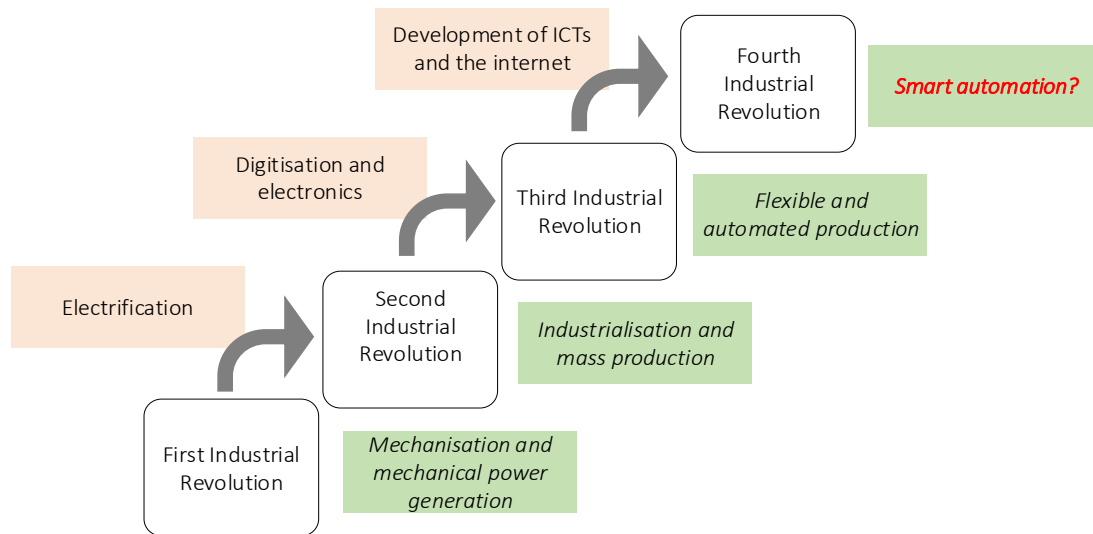 Development of ICTs
and the internet
Fourth
Industrial
Revolution
Smart automation?
Digitisation and
electronics
Third Industrial
Revolution
Flexible and
automated production
Electrification
Second
Industrial
Revolution
Industrialisation and
mass production
First Industrial
Revolution
Mechanisation and
mechanical power
generation